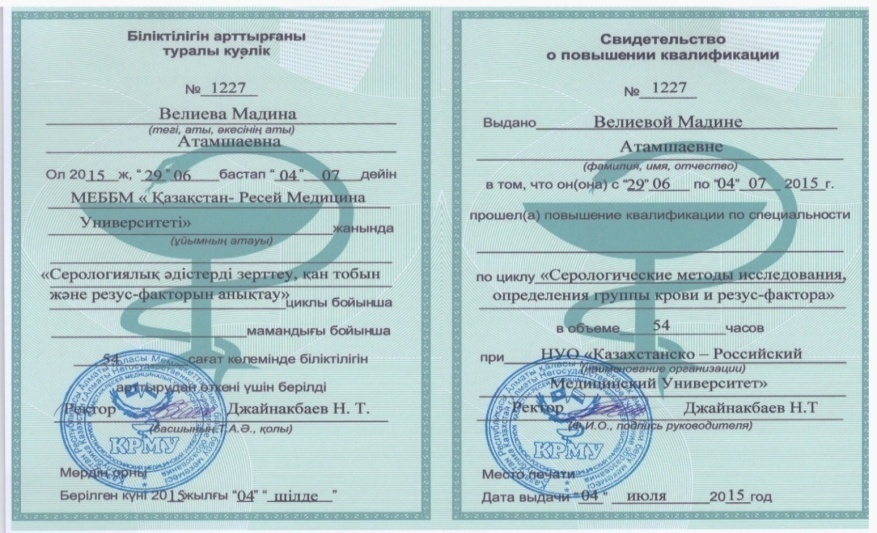 Біліктілігін арттырғаны
туралы куәлік
№ 1227
Велиева Мадина
(тегі, аты, әкесінің аты)
Атамшаевна
Ол 2015 ж, "29" 06 бастап "04" 07 дейін
МЕББМ « Қазақстан- Ресей Медицина
Университеті» жанында
(ұйымның атауы)
«Серологиялық әдістерді зерттеу, қан тобын
және резус-факторын анықтау» циклы бойынша
мамандығы бойынша
54 сағат көлемінде біліктілігін
арттыруден өткені үшін берілді
Ректор Джайнакбаев Н. Т.
(басшының Т.А.Ә., қолы)
КРМУ
Мөрдің орны
Берілген күні 2015 жылғы "04" "шілде "
Свидетельство
о повышении квалификации
№ 1227
Выдано Велиевой Мадине
Атамшаевне
(фамилия, имя, отчество)
в том, что он(она) с "29" 06 по "04" 07 2015 г.
прошел(а) повышение квалификации по специальности
по циклу «Серологические методы исследования,
определения группы крови и резус-фактора»
в объеме 54 часов
при НУО «Казахстанско – Российский
(наименование организации)
Медицинский Университет»
Ректор Джайнакбаев Н.Т
(Ф.И.О., подпись руководителя)
КРМУ
Место печати
Дата выдачи "04 " июля 2015 год